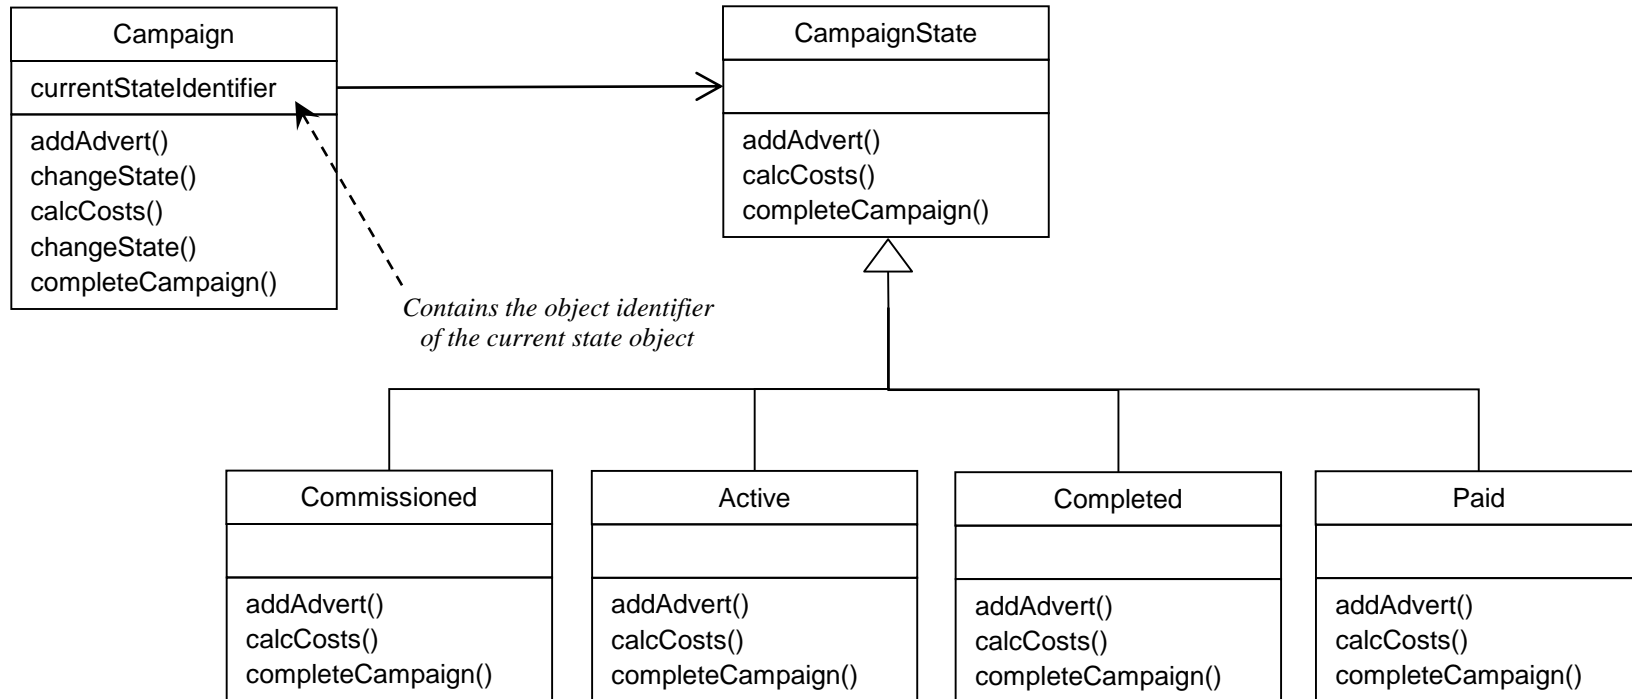 Campaign
currentStateIdentifier
addAdvert()
changeState()
calcCosts()
changeState()
completeCampaign()
CampaignState
addAdvert()
calcCosts()
completeCampaign()
Contains the object identifier
of the current state object
Commissioned
addAdvert()
calcCosts()
completeCampaign()
Active
addAdvert()
calcCosts()
completeCampaign()
Completed
addAdvert()
calcCosts()
completeCampaign()
Paid
addAdvert()
calcCosts()
completeCampaign()